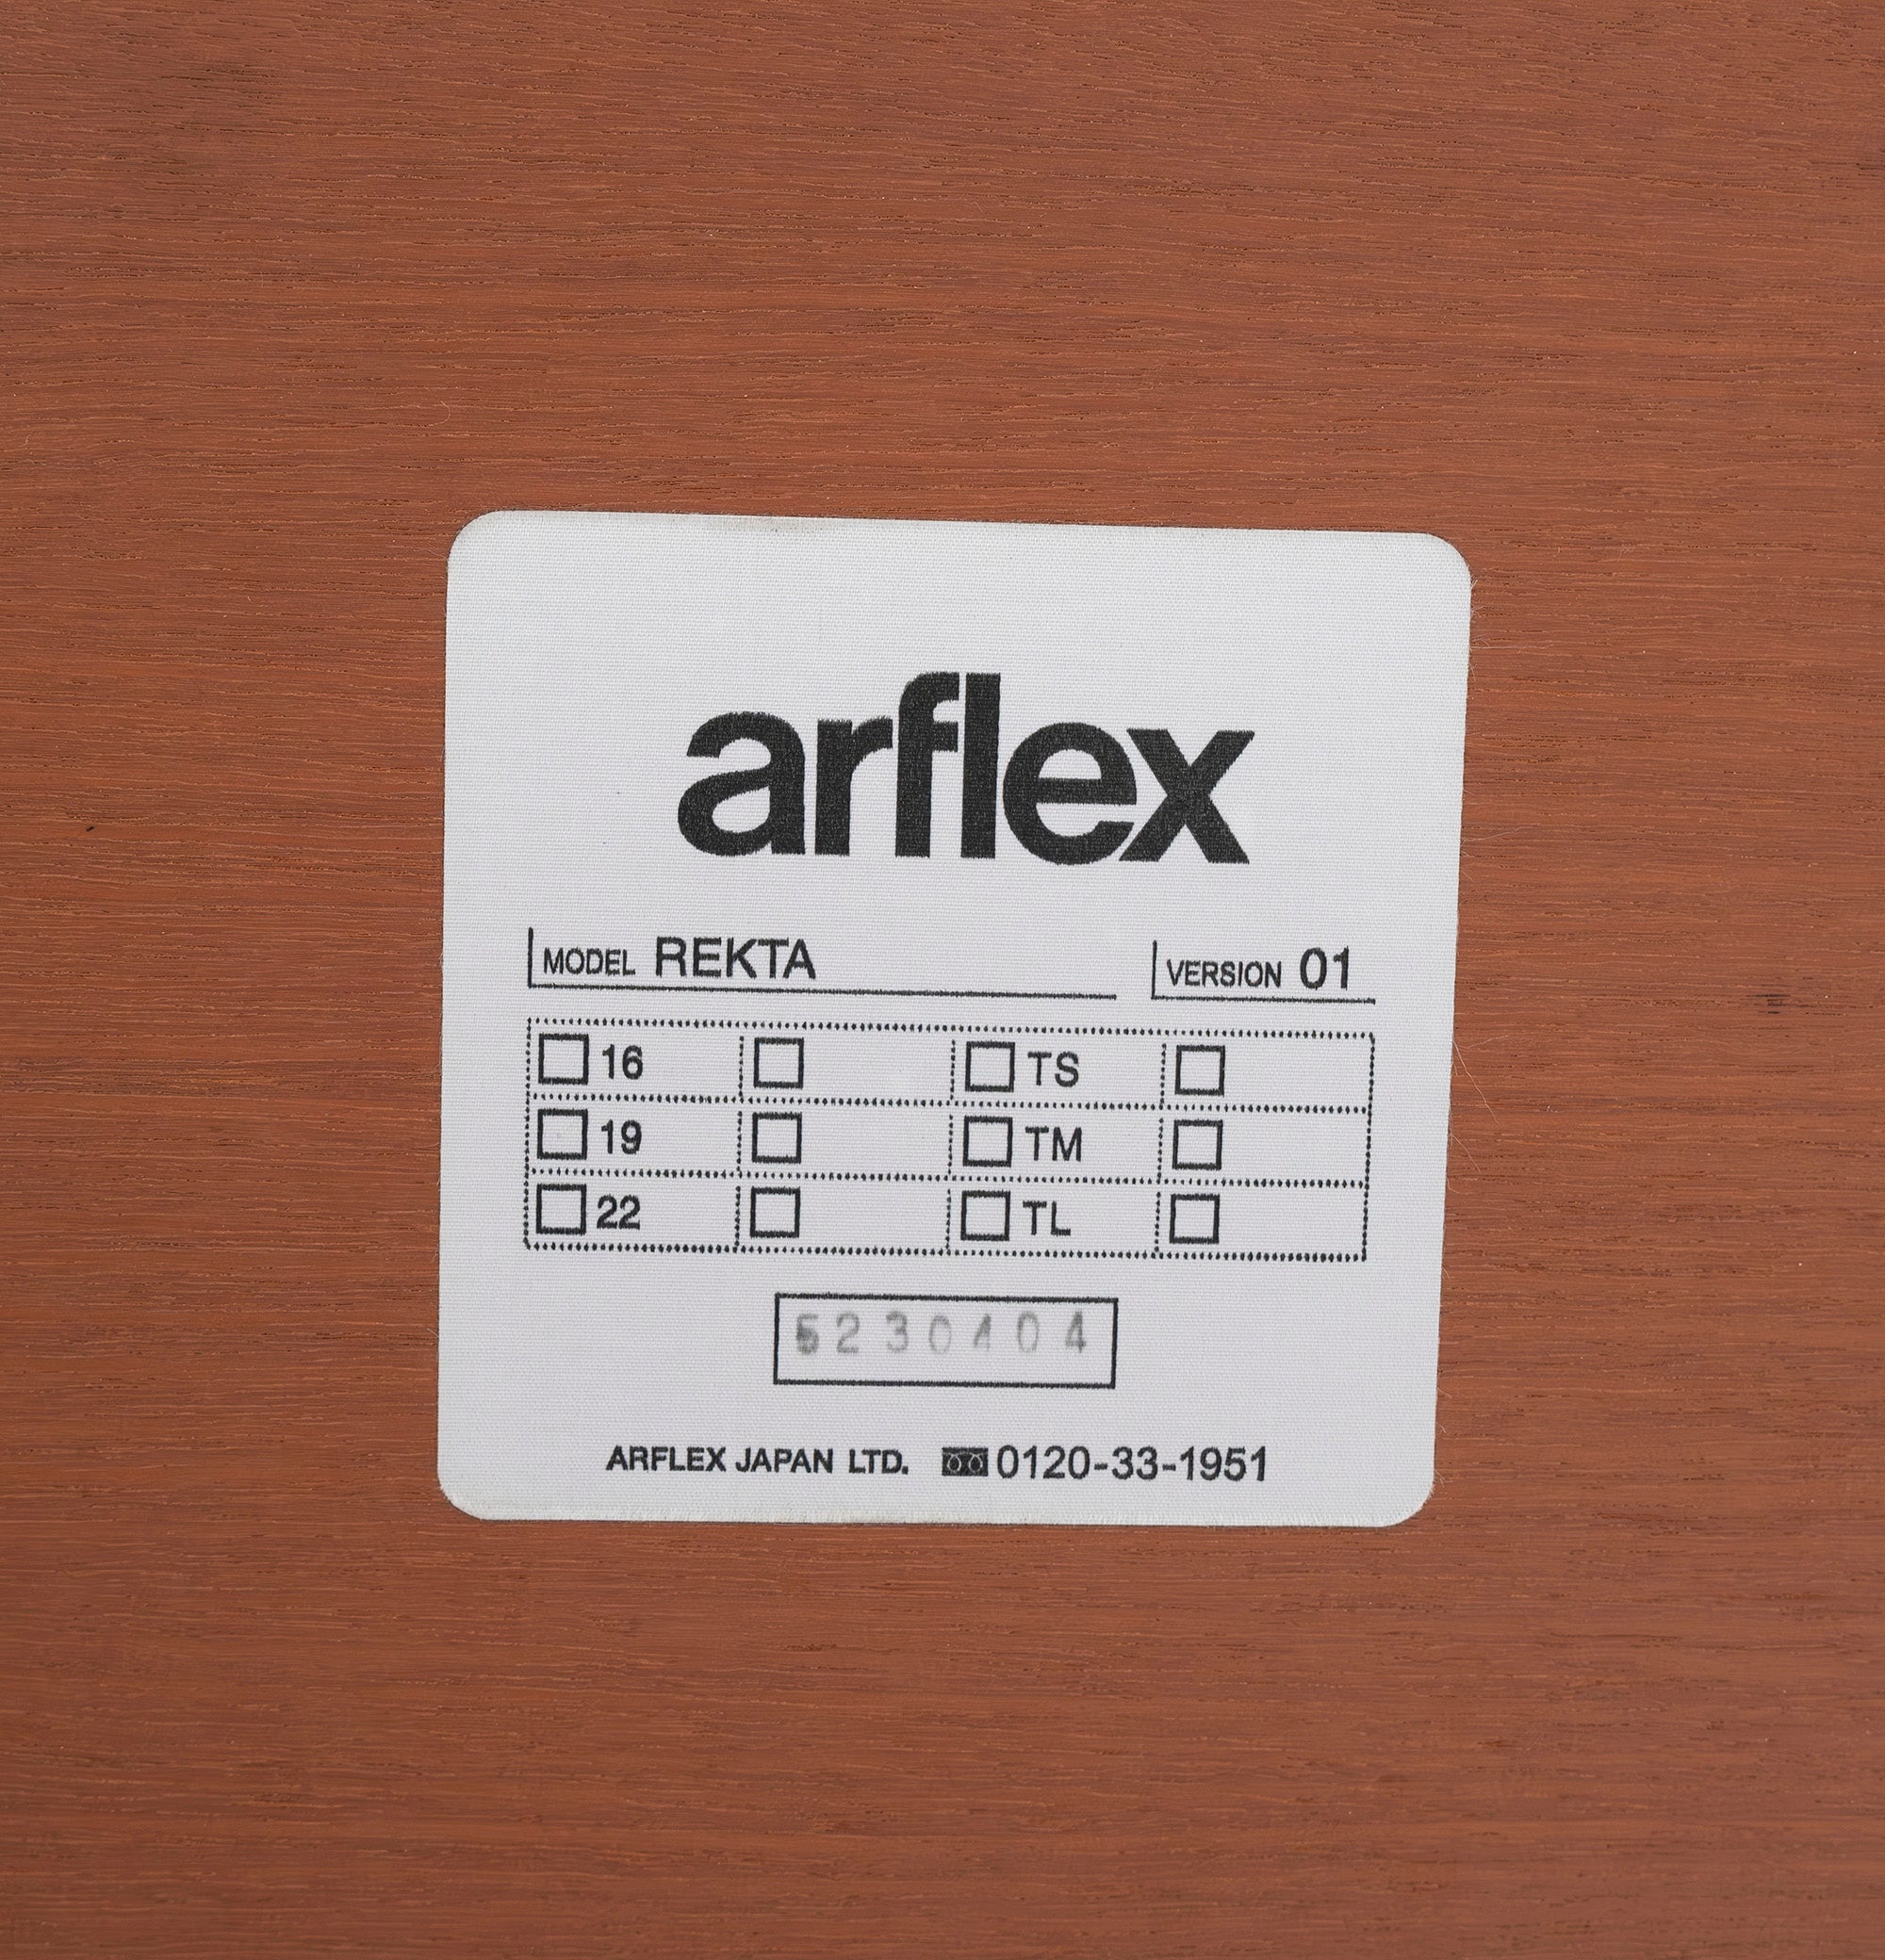 arflex
MODEL REKTA VERSION 01
16 TS
19 TM
22 TL
5230404
ARFLEX JAPAN LTD. 0120-33-1951